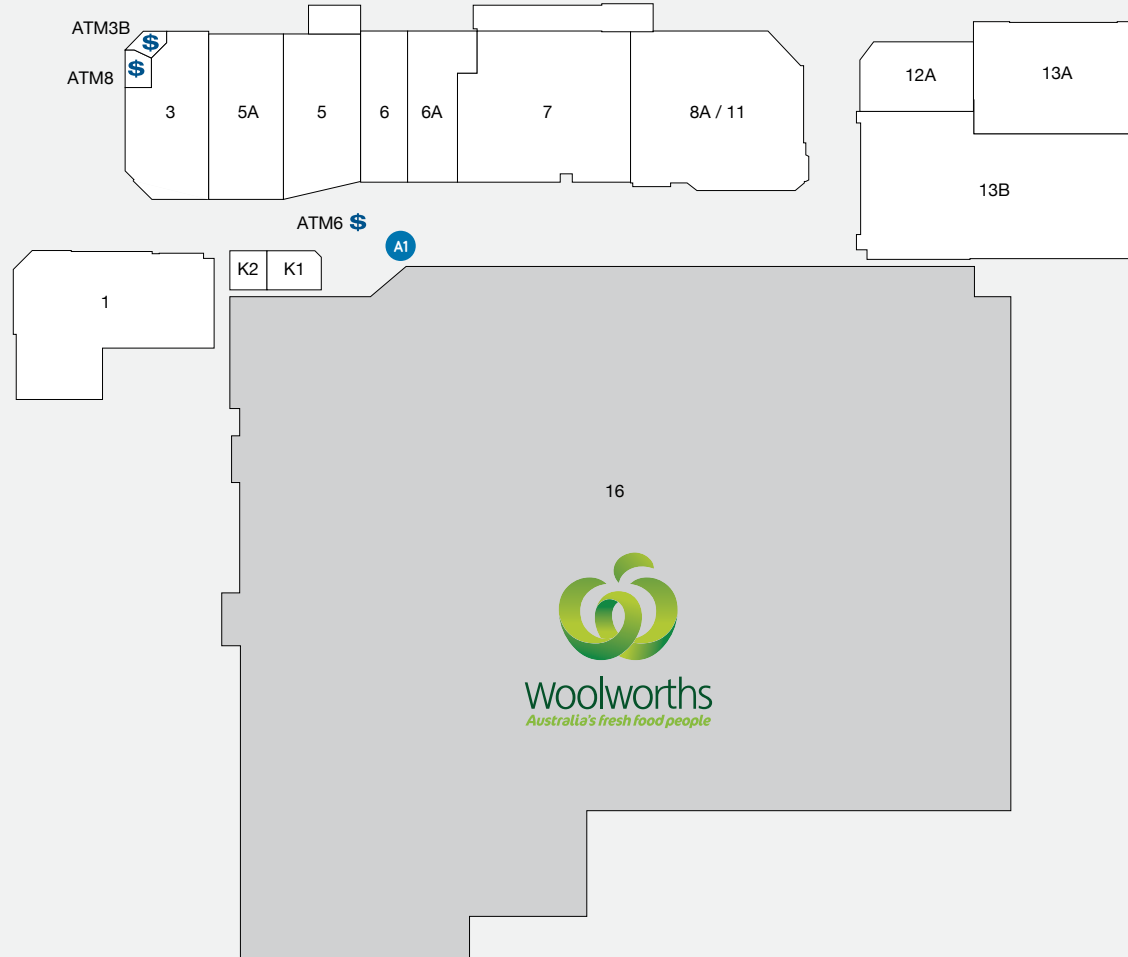 ATM3B
$
ATM8
$
3
5A
5
6
6A
7
8A / 11
12A
13A
13B
ATM6 $
A1
K2
K1
1
16
Woolworths
Australia's fresh food people